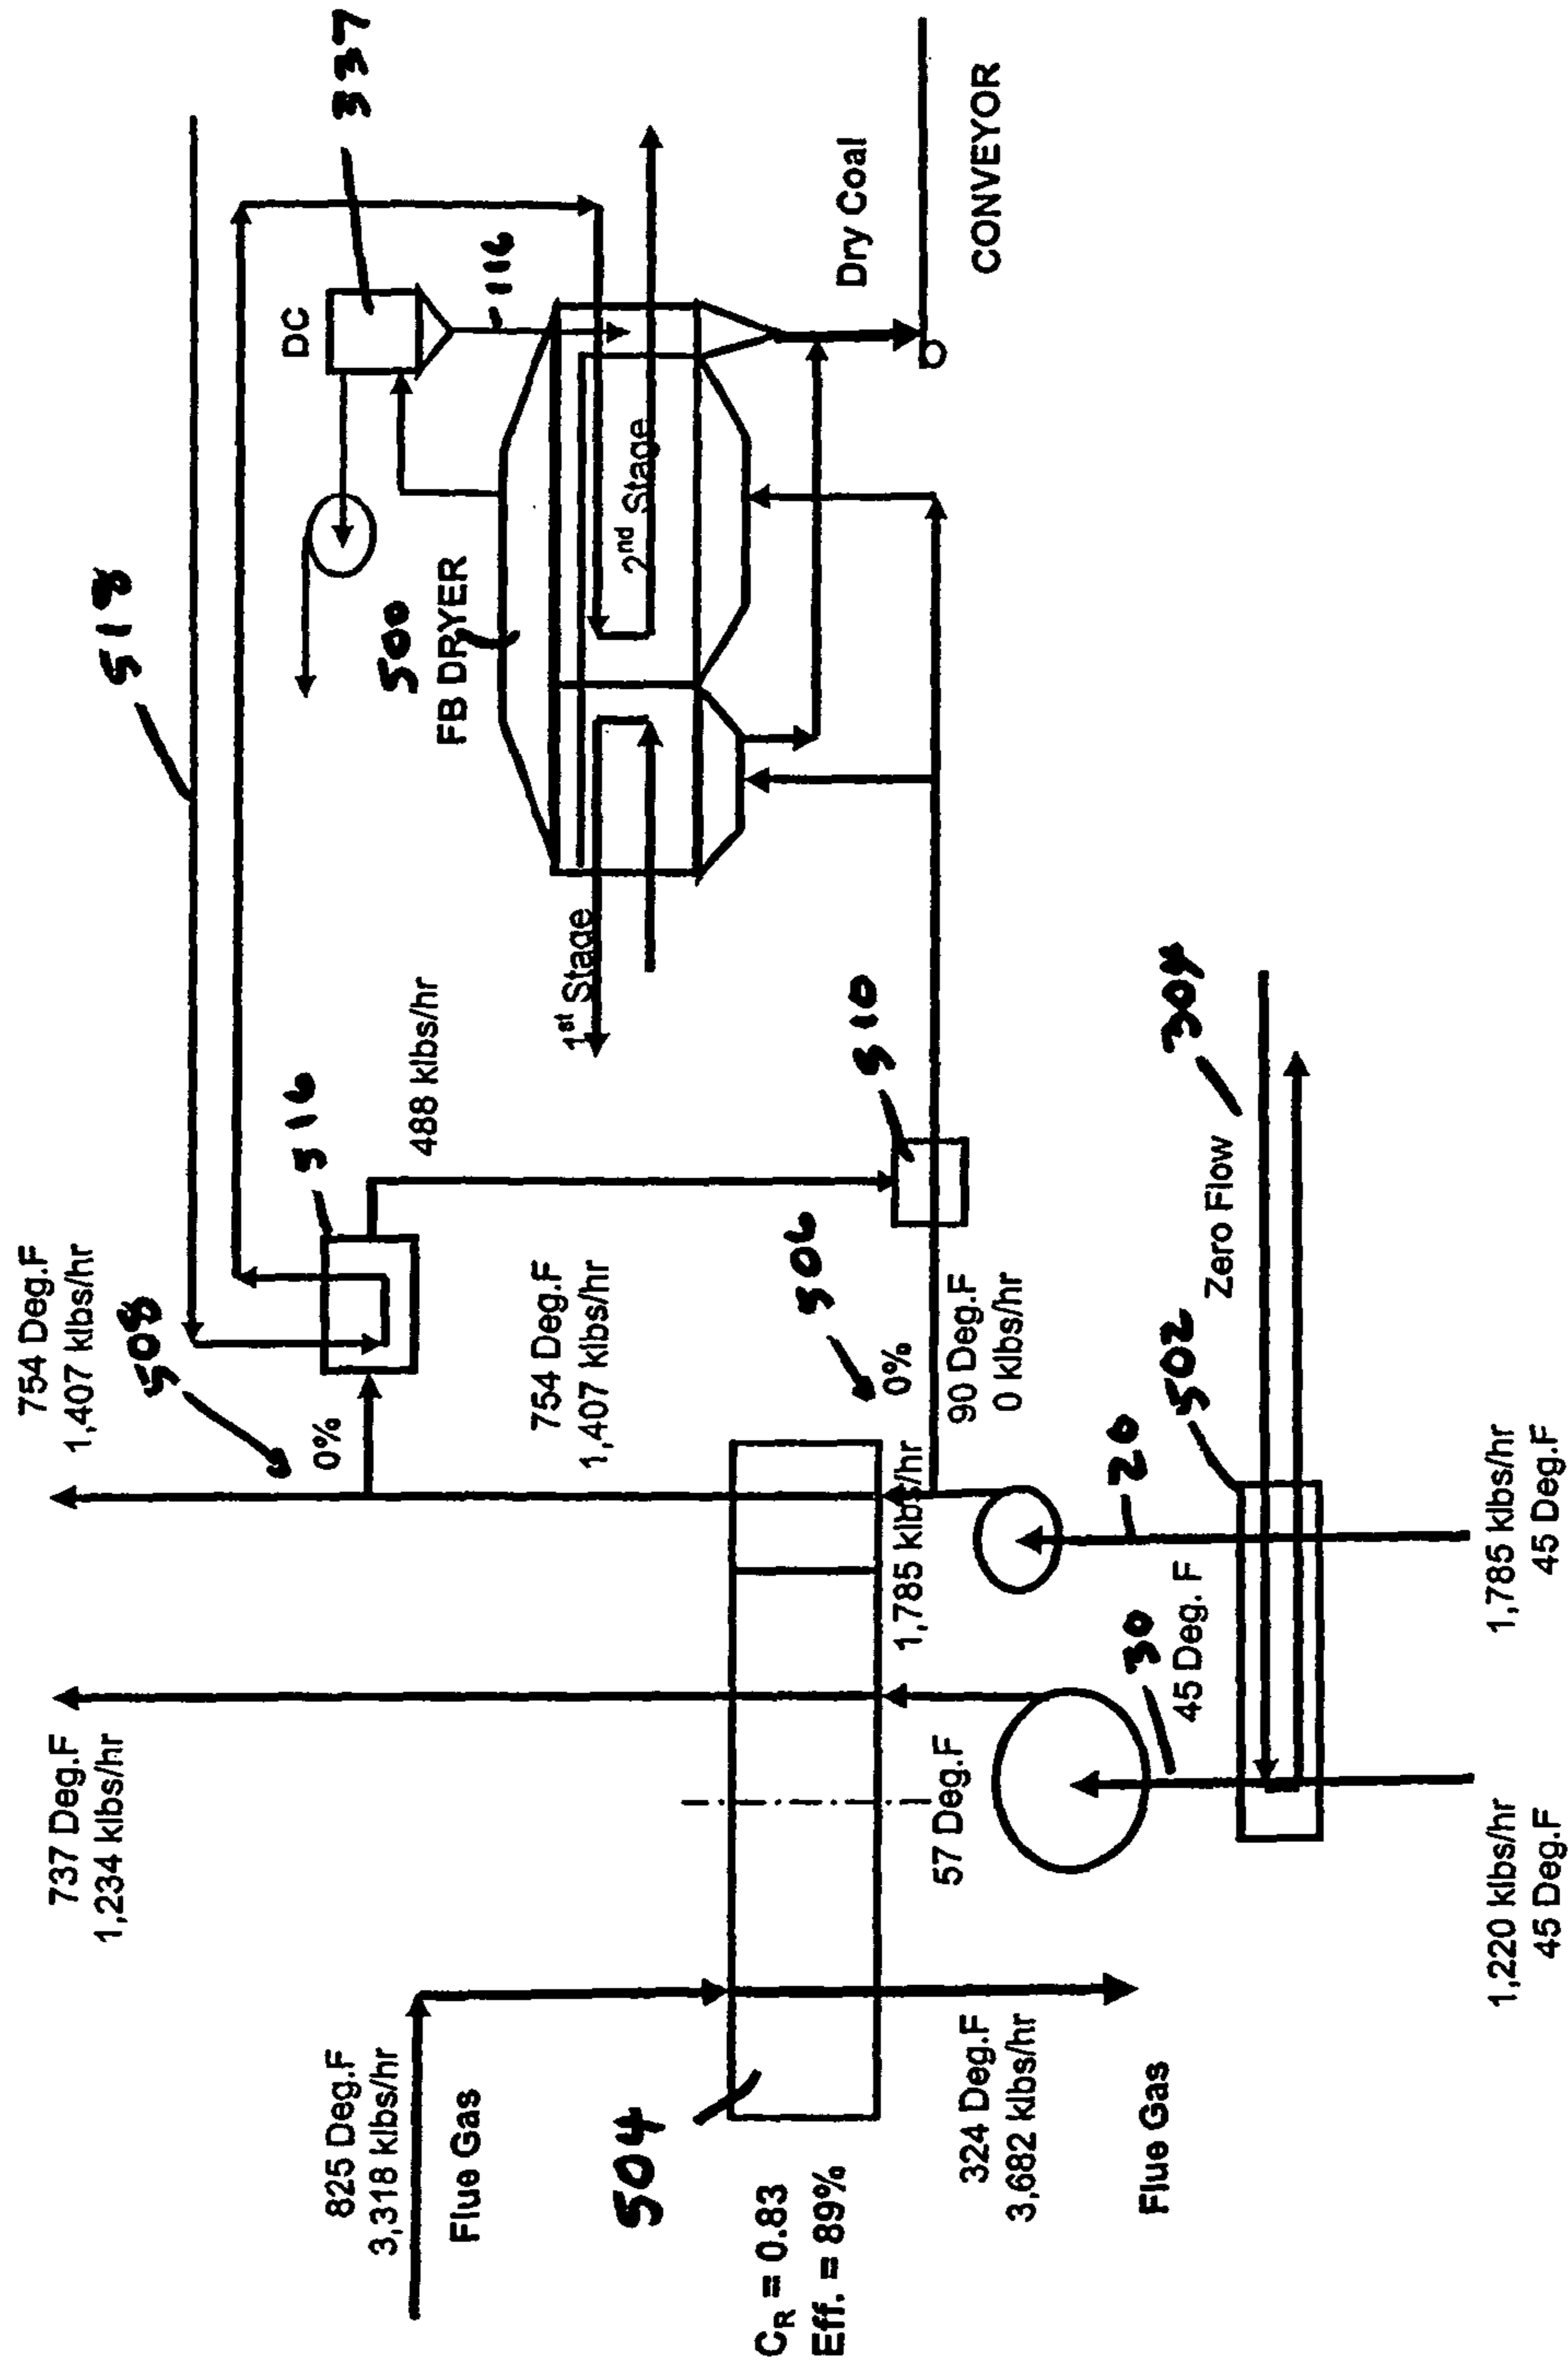 754 Deg.F
1,407 klbs/hr
737 Deg.F
1,234 klbs/hr
508
518
337
DC
0%
516
116
825 Deg.F
3,318 klbs/hr
Flue Gas
488 klbs/hr
500
FB DRYER
754 Deg.F
1,407 klbs/hr
1st Stage
2nd Stage
504
CR = 0.83
Eff. = 89%
506
510
Dry Coal
0%
1,785 klbs/hr
90 Deg.F
0 klbs/hr
CONVEYOR
324 Deg.F
3,682 klbs/hr
57 Deg.F
Flue Gas
30
20
45 Deg. F
502
304
Zero Flow
1,220 klbs/hr
45 Deg.F
1,785 klbs/hr
45 Deg.F